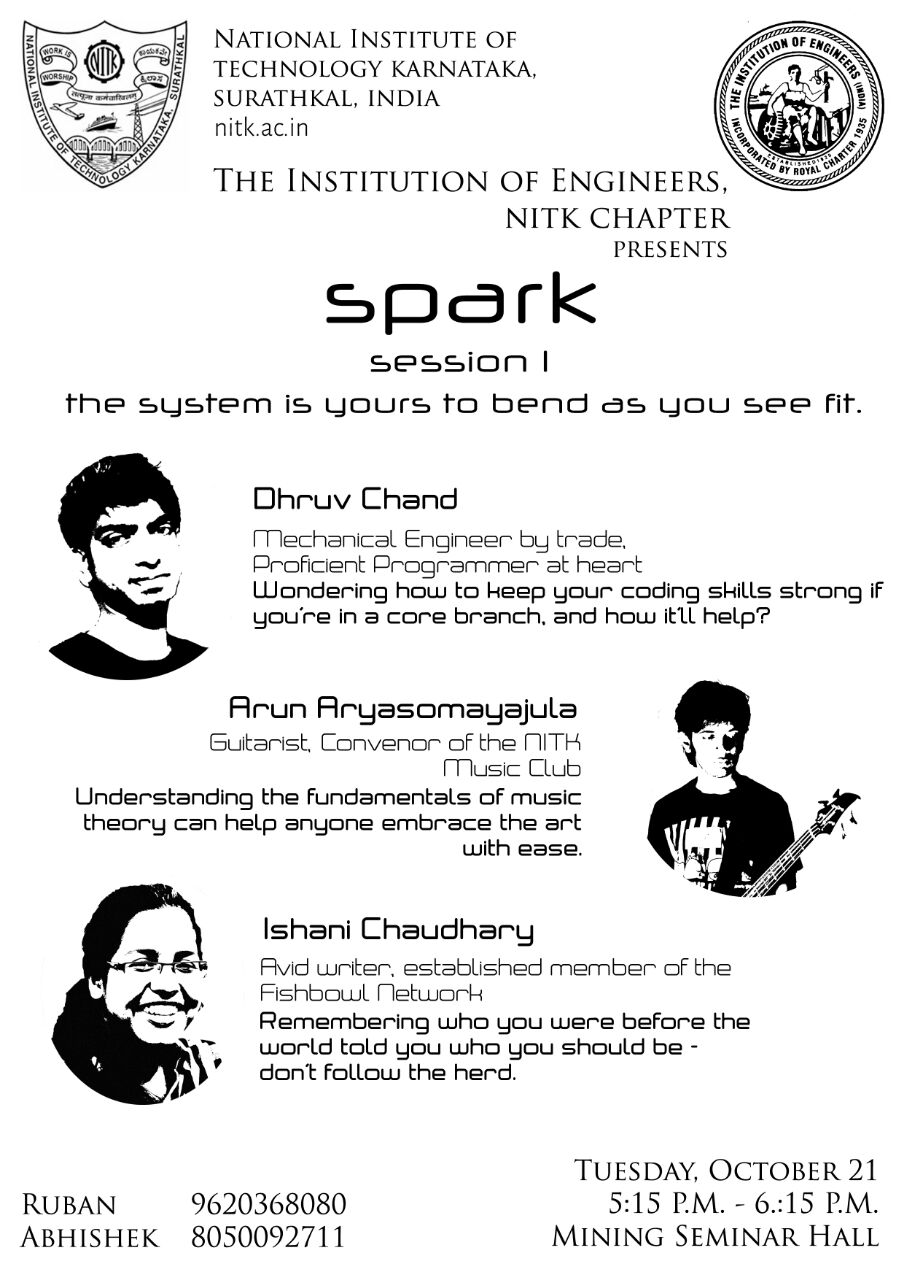 NATIONAL INSTITUTE OF TECHNOLOGY KARNATAKA, SURATHKAL
WORK IS
WORSHIP
NITK
NATIONAL INSTITUTE OF
TECHNOLOGY KARNATAKA,
SURATHKAL, INDIA
nitk.ac.in
THE INSTITUTION OF ENGINEERS (INDIA)
INCORPORATED BY ROYAL CHARTER 1935
THE INSTITUTION OF ENGINEERS,
NITK CHAPTER
PRESENTS
spark
session 1
the system is yours to bend as you see fit.
Dhruv Chand
Mechanical Engineer by trade,
Proficient Programmer at heart
Wondering how to keep your coding skills strong if
you're in a core branch, and how it'll help?
Arun Aryasomayajula
Guitarist, Convenor of the NITK
Music Club
Understanding the fundamentals of music
theory can help anyone embrace the art
with ease.
Ishani Chaudhary
Avid writer, established member of the
Fishbowl Network
Remembering who you were before the
world told you who you should be -
don't follow the herd.
RUBAN 9620368080
ABHISHEK 8050092711
TUESDAY, OCTOBER 21
5:15 P.M. - 6.:15 P.M.
MINING SEMINAR HALL